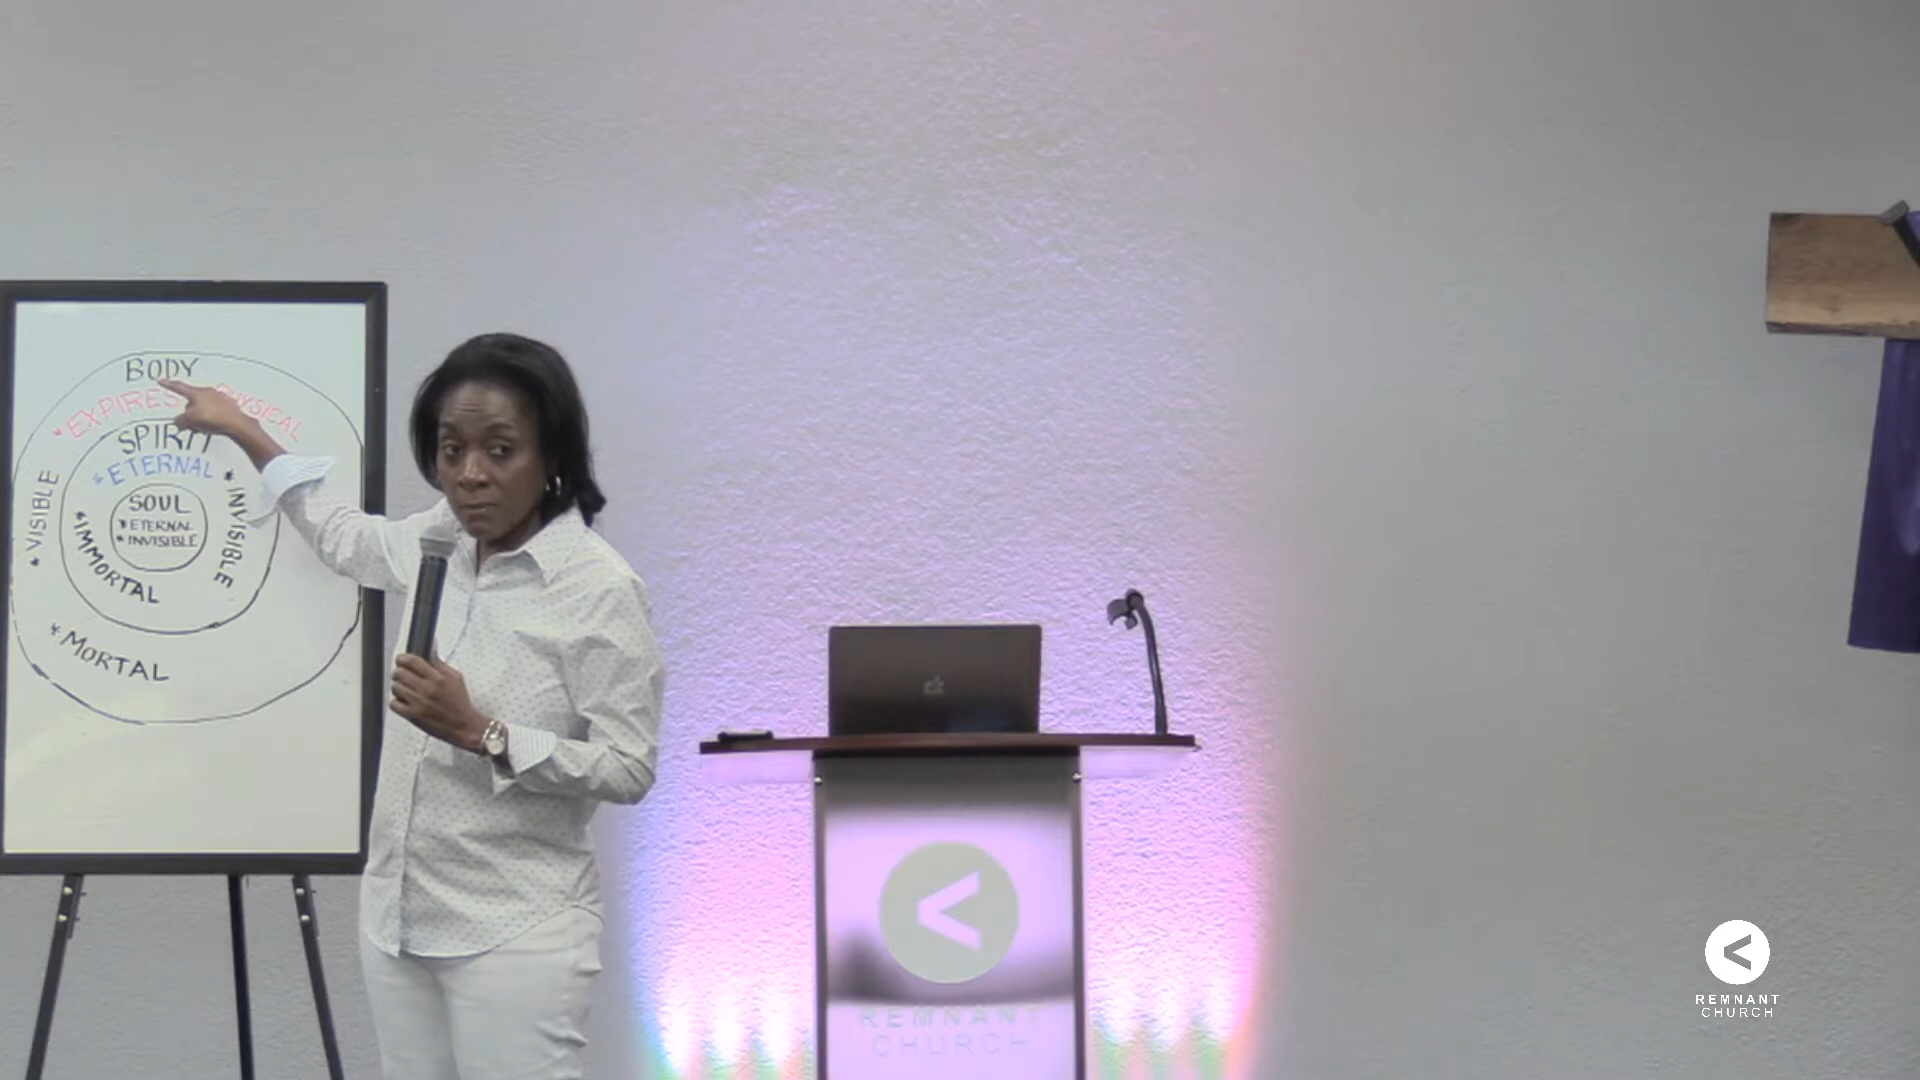 BODY
* EXPIRES
PHYSICAL
SPIRIT
* ETERNAL
* VISIBLE
* INVISIBLE
SOUL
* ETERNAL
* INVISIBLE
* IMMORTAL
* MORTAL
REMNANT
CHURCH
REMNANT
CHURCH